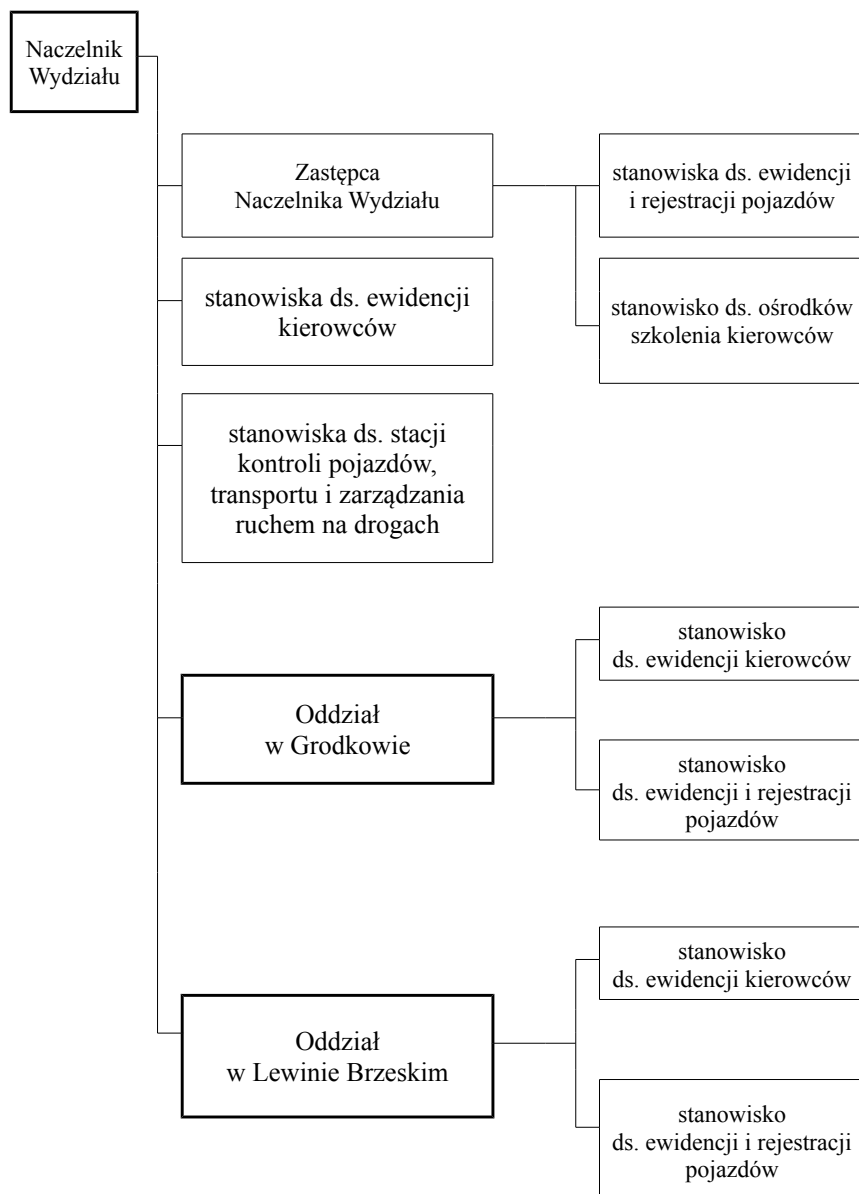 Naczelnik
Wydziału
Zastępca
Naczelnika Wydziału
stanowiska ds. ewidencji
i rejestracji pojazdów
stanowisko ds. ośrodków
szkolenia kierowców
stanowiska ds. ewidencji
kierowców
stanowiska ds. stacji
kontroli pojazdów,
transportu i zarządzania
ruchem na drogach
Oddział
w Grodkowie
stanowisko
ds. ewidencji kierowców
stanowisko
ds. ewidencji i rejestracji
pojazdów
Oddział
w Lewinie Brzeskim
stanowisko
ds. ewidencji kierowców
stanowisko
ds. ewidencji i rejestracji
pojazdów